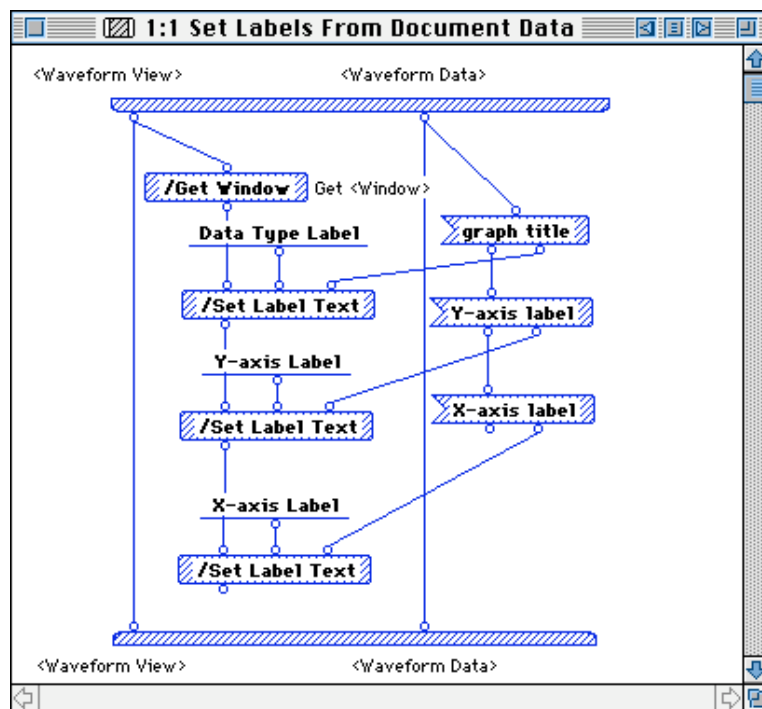 1:1 Set Labels From Document Data
<Waveform View> <Waveform Data>
/Get Window Get <Window>
graph title
Data Type Label
/Set Label Text
Y-axis label
Y-axis Label
X-axis label
/Set Label Text
X-axis Label
/Set Label Text
<Waveform View> <Waveform Data>